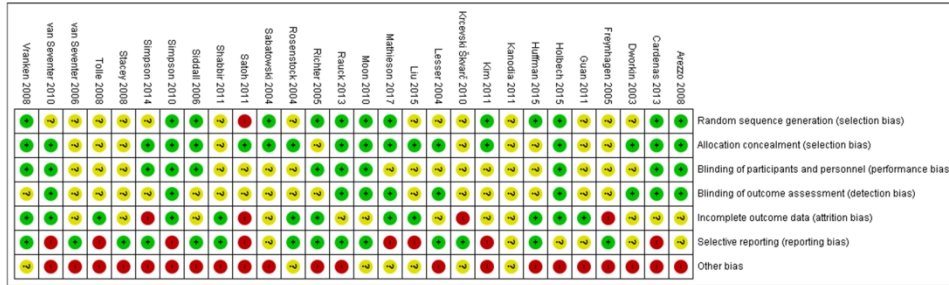 Vranken 2008
van Seventer 2010
van Seventer 2006
Tolle 2008
Stacey 2008
Simpson 2014
Simpson 2010
Siddall 2006
Shabbir 2011
Satoh 2011
Sabatowski 2004
Rosenstock 2004
Richter 2005
Rauck 2013
Moon 2010
Mathieson 2017
Liu 2015
Lesser 2004
Krcevski Škvarč 2010
Kim 2011
Kanodia 2011
Huffman 2015
Holbech 2015
Guan 2011
Freynhagen 2005
Dworkin 2003
Cardenas 2013
Arezzo 2008
Random sequence generation (selection bias)
Allocation concealment (selection bias)
Blinding of participants and personnel (performance bias
Blinding of outcome assessment (detection bias)
Incomplete outcome data (attrition bias)
Selective reporting (reporting bias)
Other bias